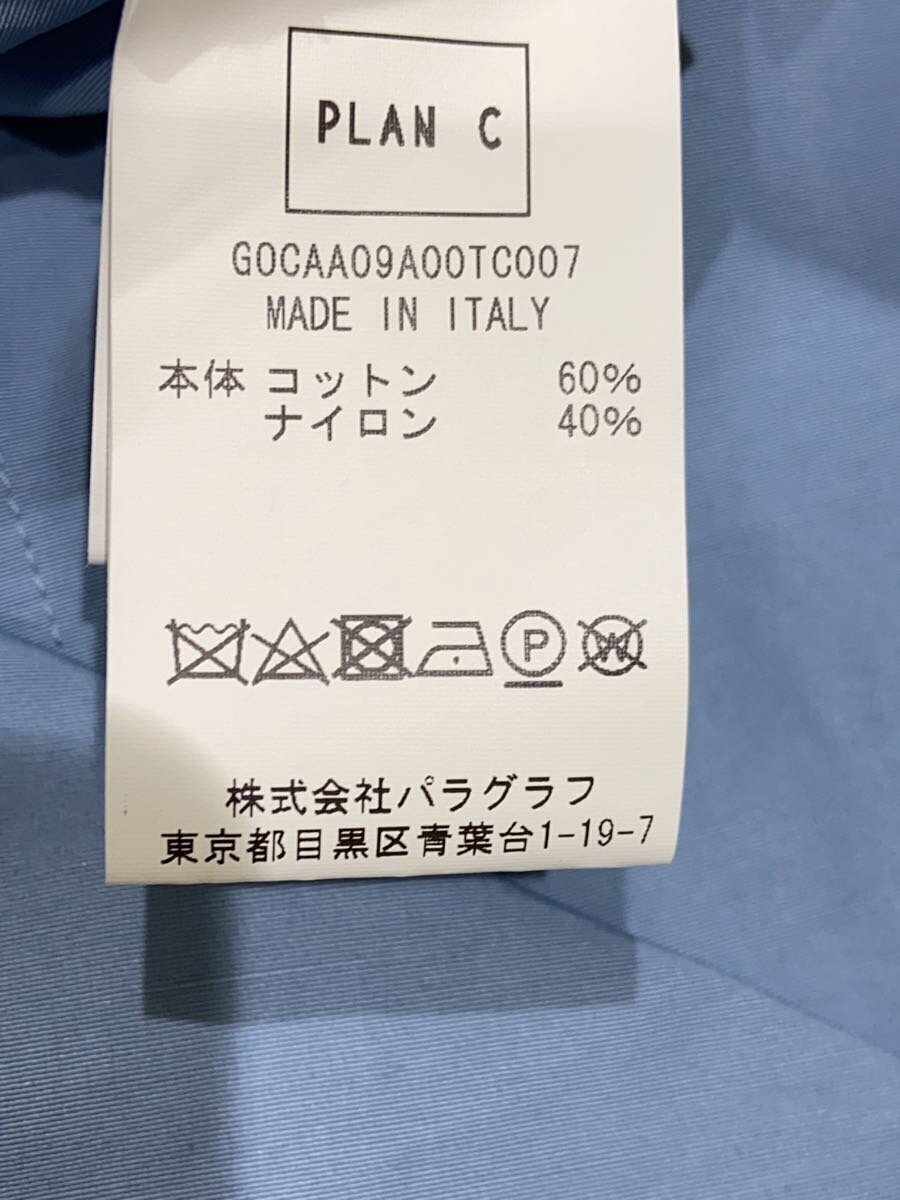 PLAN C
GOCAA09A00TC007
MADE IN ITALY
本体 コットン 60%
ナイロン 40%
P W
株式会社パラグラフ
東京都目黒区青葉台1-19-7